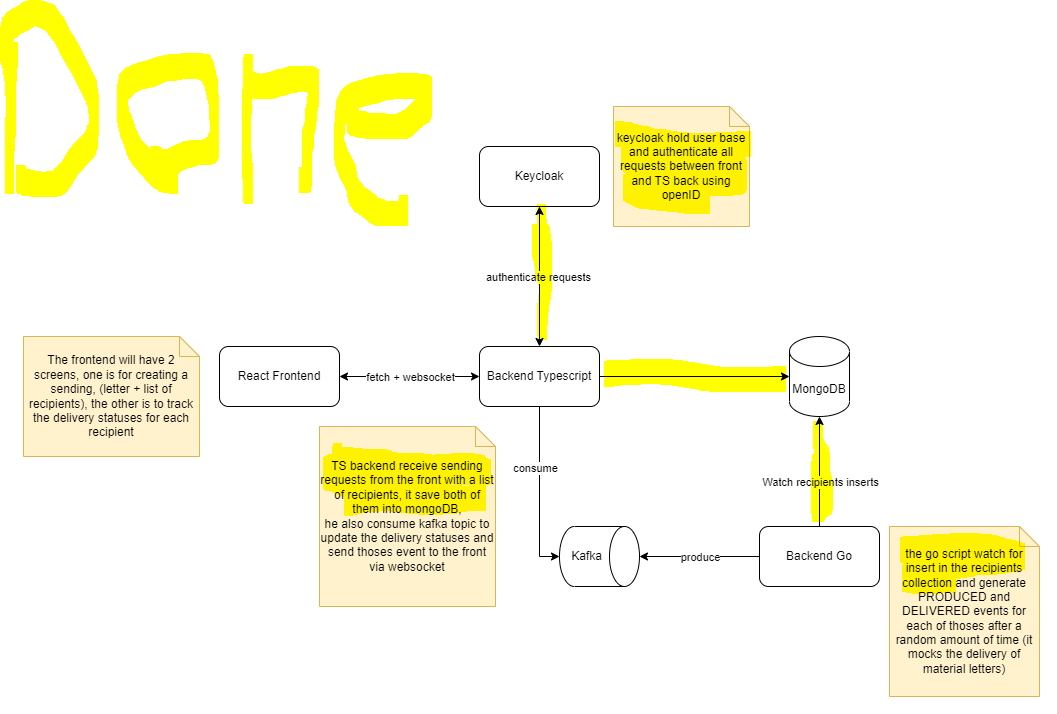 Done
keycloak hold user base
and authenticate all
requests between front
and TS back using
openID
Keycloak
authenticate requests
The frontend will have 2
screens, one is for creating a
sending, (letter + list of
recipients), the other is to track
the delivery statuses for each
recipient
React Frontend
fetch + websocket
Backend Typescript
MongoDB
TS backend receive sending
requests from the front with a list
of recipients, it save both of
them into mongoDB,
he also consume kafka topic to
update the delivery statuses and
send thoses event to the front
via websocket
consume
Watch recipients inserts
Kafka
produce
Backend Go
the go script watch for
insert in the recipients
collection and generate
PRODUCED and
DELIVERED events for
each of thoses after a
random amount of time (it
mocks the delivery of
material letters)